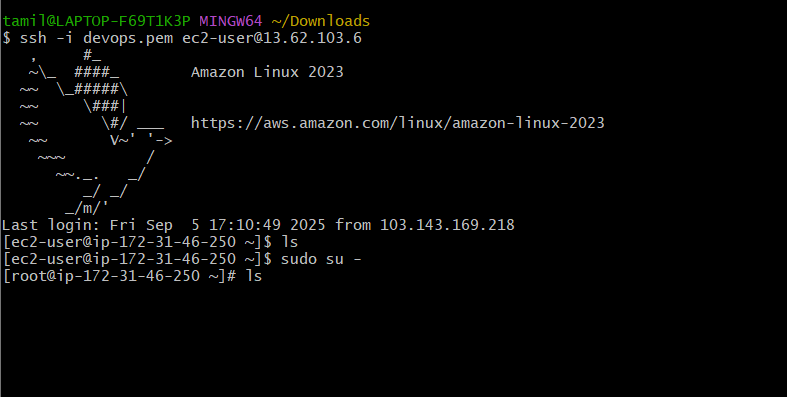 tamil@LAPTOP-F69T1K3P MINGW64 ~/Downloads
$ ssh -i devops.pem ec2-user@13.62.103.6
   ,     #_
   ~\_  ####_        Amazon Linux 2023
  ~~  \_#####\
  ~~     \###|
  ~~       \#/ ___   https://aws.amazon.com/linux/amazon-linux-2023
   ~~       V~' '->
    ~~~         /
      ~~._.   _/
         _/ _/
       _/m/'
Last login: Fri Sep  5 17:10:49 2025 from 103.143.169.218
[ec2-user@ip-172-31-46-250 ~]$ ls
[ec2-user@ip-172-31-46-250 ~]$ sudo su -
[root@ip-172-31-46-250 ~]# ls